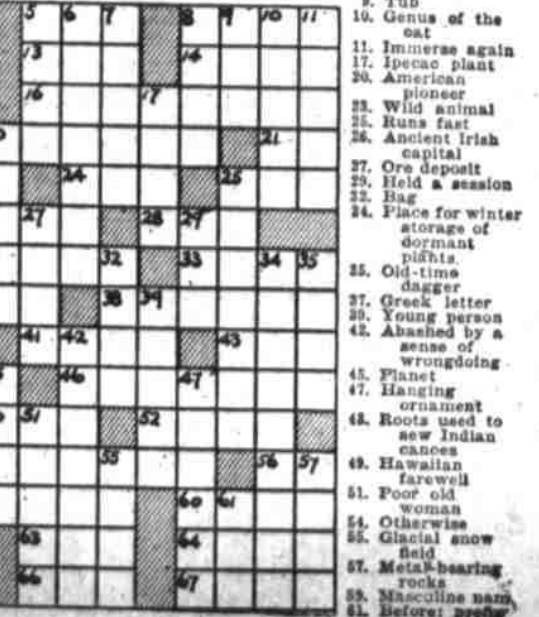 5 6 7 8 9 10 11
13 14
16 17
21
24 25
27 28 29
32 33 34 35
38 39
41 42 43
46 47
51 52
55 56 57
60 61
63 64
66 67
9. Tub
10. Genus of the
oat
11. Immerse again
17. Ipecac plant
20. American
pioneer
23. Wild animal
25. Runs fast
26. Ancient Irish
capital
27. Ore deposit
29. Held a session
32. Bag
34. Place for winter
storage of
dormant
plants.
35. Old-time
dagger
37. Greek letter
39. Young person
42. Abashed by a
sense of
wrongdoing
45. Planet
47. Hanging
ornament
48. Roots used to
sew Indian
canoes
49. Hawaiian
farewell
51. Poor old
woman
54. Otherwise
55. Glacial snow
field
57. Metal-bearing
rocks
59. Masculine nam
61. Before: prefix